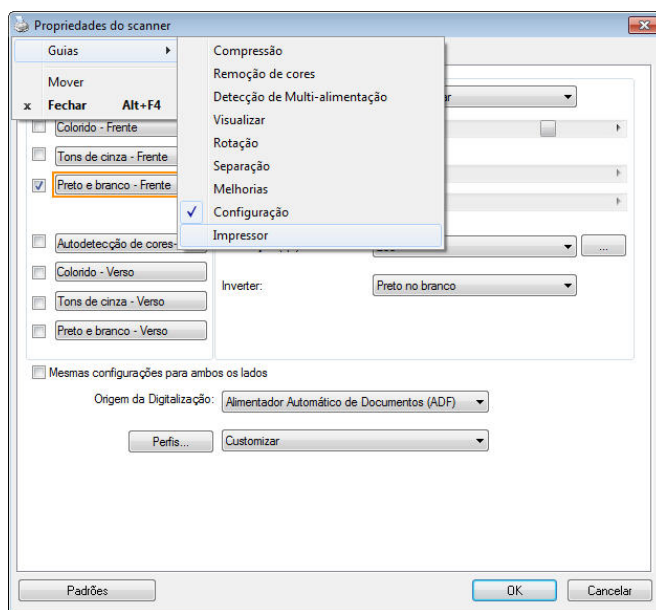 Propriedades do scanner
Guias
Mover
x Fechar Alt+F4
Compressão
Remoção de cores
Detecção de Multi-alimentação
Visualizar
Rotação
Separação
Melhorias
Configuração
Impressor
Colorido - Frente
Tons de cinza - Frente
Preto e branco - Frente
Autodetecção de cores-
Colorido - Verso
Tons de cinza - Verso
Preto e branco - Verso
...
Inverter: Preto no branco
Mesmas configurações para ambos os lados
Origem da Digitalização: Alimentador Automático de Documentos (ADF)
Perfis... Customizar
Padrões OK Cancelar